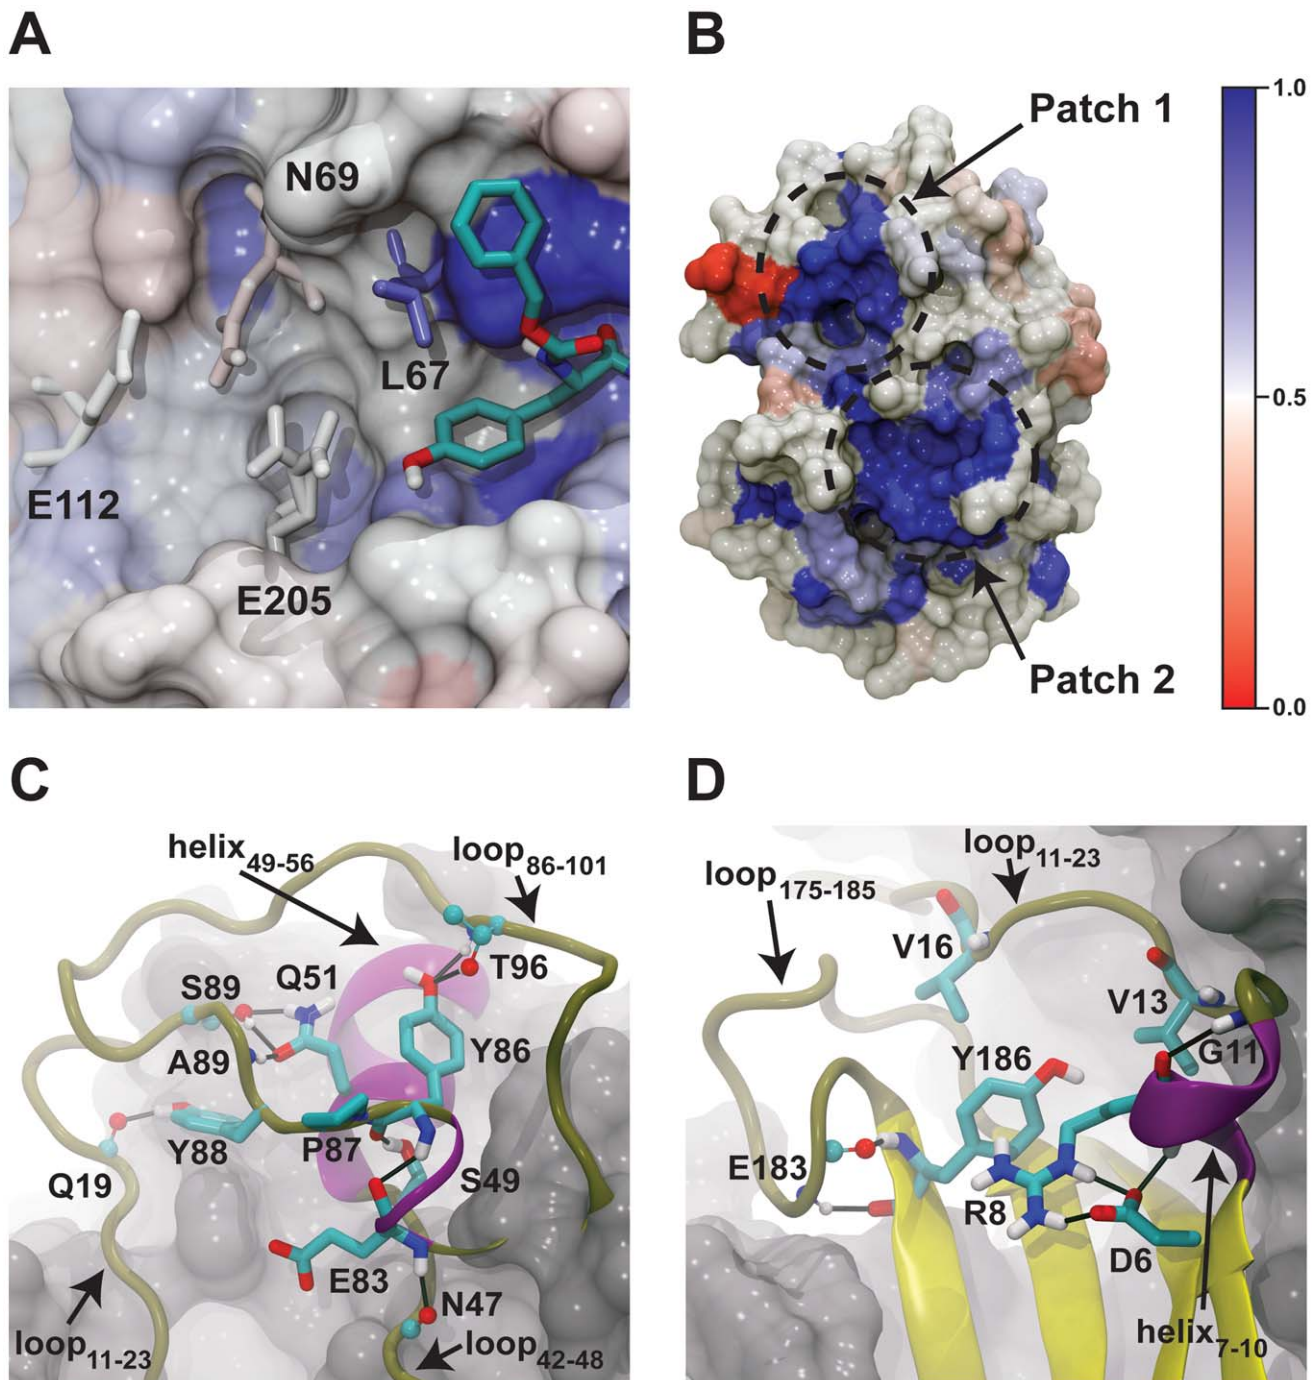 A
N69
L67
E112
E205
B
Patch 1
1.0
0.5
Patch 2
0.0
C
helix49-56
loop86-101
S89
Q51
T96
A89
Y86
Y88
P87
Q19
S49
E83
N47
loop11-23
loop42-48
D
loop11-23
loop175-185
V16
V13
Y186
G11
E183
R8
D6
helix7-10